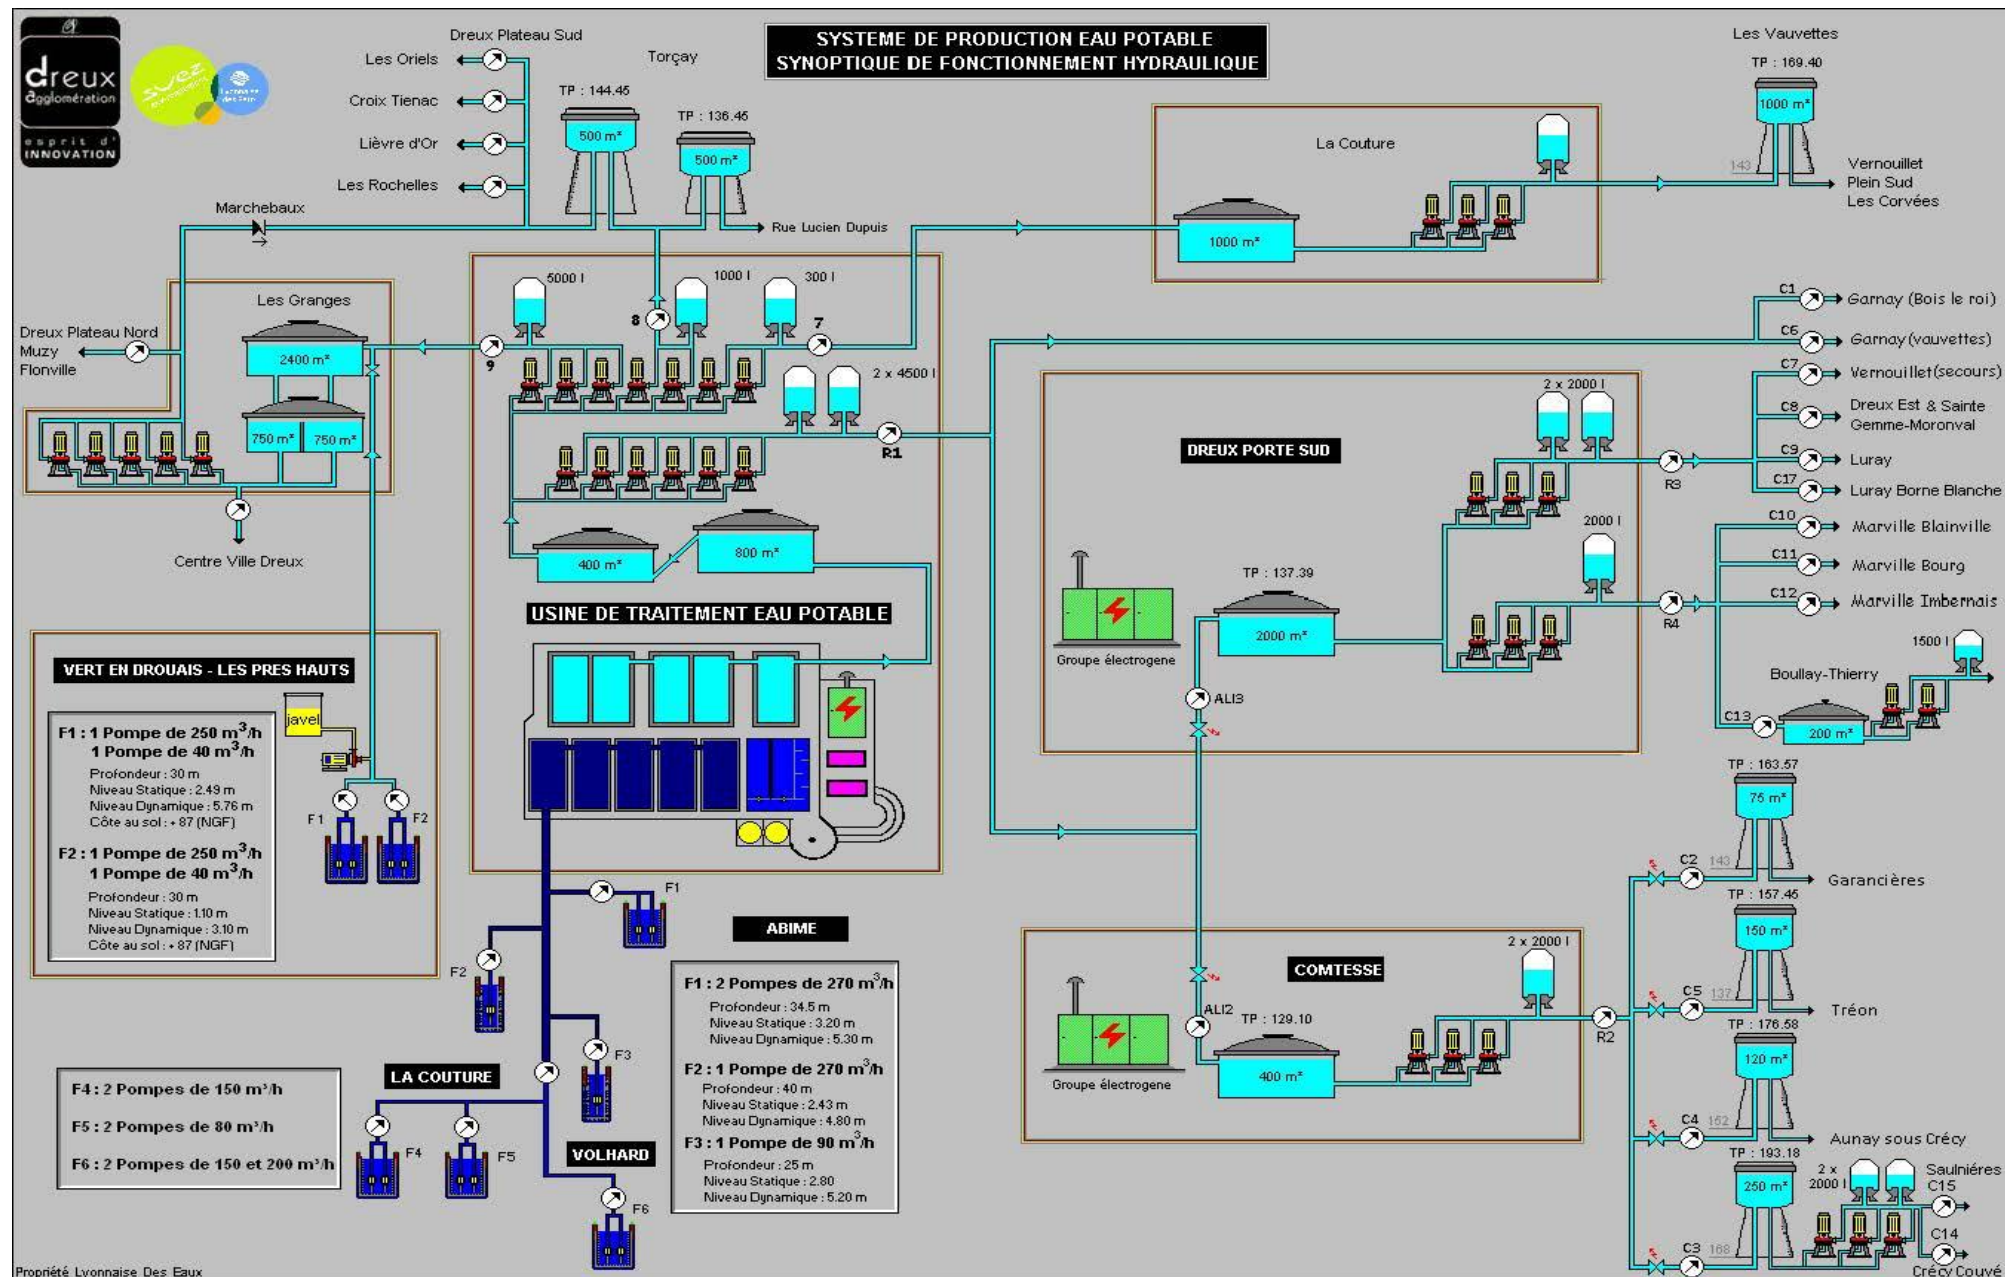 dreux
agglomération
esprit d'
INNOVATION
suez
Lyonnaise
des Eaux
SYSTEME DE PRODUCTION EAU POTABLE
SYNOPTIQUE DE FONCTIONNEMENT HYDRAULIQUE
Dreux Plateau Sud
Les Oriels
Croix Tienac
Lièvre d'Or
Les Rochelles
Marchebaux
Torçay
TP : 144.45
500 m³
TP : 136.45
500 m³
Rue Lucien Dupuis
La Couture
1000 m³
Les Vauvettes
TP : 169.40
1000 m³
143
Vernouillet
Plein Sud
Les Corvées
Les Granges
2400 m³
750 m³
750 m³
Dreux Plateau Nord
Muzy
Flonville
Centre Ville Dreux
5000 l
1000 l
300 l
8
7
9
2 x 4500 l
R1
400 m³
800 m³
USINE DE TRAITEMENT EAU POTABLE
C1
Garnay (Bois le roi)
C6
Garnay (vauvettes)
C7
Vernouillet(secours)
C8
Dreux Est & Sainte
Gemme-Moronval
C9
Luray
C17
Luray Borne Blanche
C10
Marville Blainville
C11
Marville Bourg
C12
Marville Imbernais
DREUX PORTE SUD
2 x 2000 l
R3
2000 l
R4
TP : 137.39
2000 m³
Groupe électrogene
ALI3
1500 l
Boullay-Thierry
C13
200 m³
VERT EN DROUAIS - LES PRES HAUTS
javel
F1 : 1 Pompe de 250 m³/h
1 Pompe de 40 m³/h
Profondeur : 30 m
Niveau Statique : 2.49 m
Niveau Dynamique : 5.76 m
Côte au sol : + 87 (NGF)
F2 : 1 Pompe de 250 m³/h
1 Pompe de 40 m³/h
Profondeur : 30 m
Niveau Statique : 1.10 m
Niveau Dynamique : 3.10 m
Côte au sol : + 87 (NGF)
F1
F2
F1
F2
F3
ABIME
F1 : 2 Pompes de 270 m³/h
Profondeur : 34.5 m
Niveau Statique : 3.20 m
Niveau Dynamique : 5.30 m
F2 : 1 Pompe de 270 m³/h
Profondeur : 40 m
Niveau Statique : 2.43 m
Niveau Dynamique : 4.80 m
F3 : 1 Pompe de 90 m³/h
Profondeur : 25 m
Niveau Statique : 2.80
Niveau Dynamique : 5.20 m
F4 : 2 Pompes de 150 m³/h
F5 : 2 Pompes de 80 m³/h
F6 : 2 Pompes de 150 et 200 m³/h
LA COUTURE
F4
F5
VOLHARD
F6
COMTESSE
2 x 2000 l
ALI2
TP : 129.10
400 m³
Groupe électrogene
R2
TP : 163.57
75 m³
C2
143
Garancières
TP : 157.45
150 m³
C5
137
Tréon
TP : 176.58
120 m³
C4
152
Aunay sous Crécy
TP : 193.18
250 m³
2 x
2000 l
Saulniéres
C15
C14
C3
168
Crécy Couvé
Propriété Lyonnaise Des Eaux